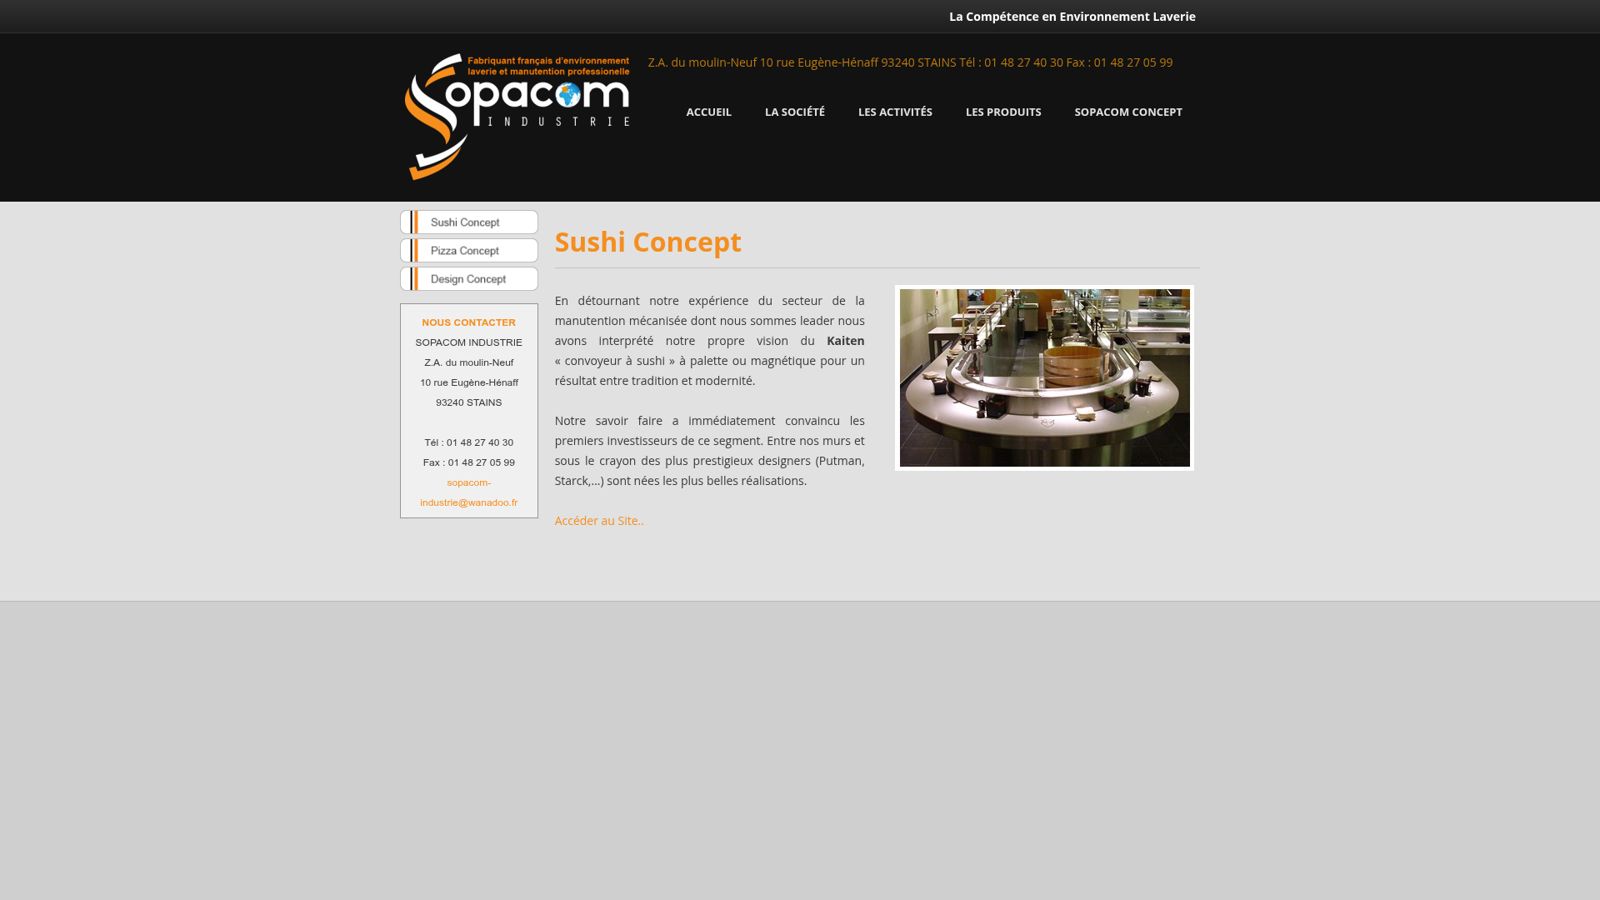 La Compétence en Environnement Laverie
Fabriquant français d'environnement
laverie et manutention professionelle
Sopacom
INDUSTRIE
Z.A. du moulin-Neuf 10 rue Eugène-Hénaff 93240 STAINS Tél : 01 48 27 40 30 Fax : 01 48 27 05 99
ACCUEIL LA SOCIÉTÉ LES ACTIVITÉS LES PRODUITS SOPACOM CONCEPT
Sushi Concept
Pizza Concept
Design Concept
NOUS CONTACTER
SOPACOM INDUSTRIE
Z.A. du moulin-Neuf
10 rue Eugène-Hénaff
93240 STAINS
Tél : 01 48 27 40 30
Fax : 01 48 27 05 99
sopacom-
industrie@wanadoo.fr
Sushi Concept
En détournant notre expérience du secteur de la
manutention mécanisée dont nous sommes leader nous
avons interprété notre propre vision du Kaiten
« convoyeur à sushi » à palette ou magnétique pour un
résultat entre tradition et modernité.
Notre savoir faire a immédiatement convaincu les
premiers investisseurs de ce segment. Entre nos murs et
sous le crayon des plus prestigieux designers (Putman,
Starck,...) sont nées les plus belles réalisations.
Accéder au Site..